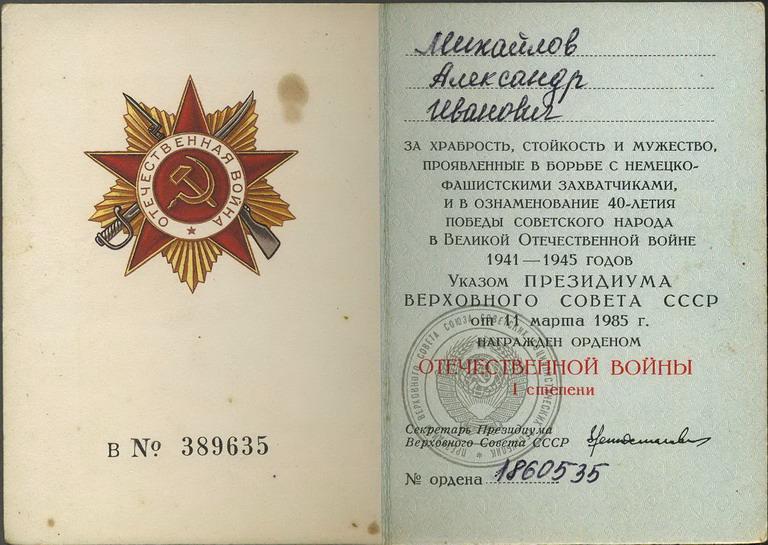 ОТЕЧЕСТВЕННАЯ ВОЙНА
В № 389635
Михайлов
Александр
Иванович
ЗА ХРАБРОСТЬ, СТОЙКОСТЬ И МУЖЕСТВО,
ПРОЯВЛЕННЫЕ В БОРЬБЕ С НЕМЕЦКО-
ФАШИСТСКИМИ ЗАХВАТЧИКАМИ,
И В ОЗНАМЕНОВАНИЕ 40-ЛЕТИЯ
ПОБЕДЫ СОВЕТСКОГО НАРОДА
В ВЕЛИКОЙ ОТЕЧЕСТВЕННОЙ ВОЙНЕ
1941—1945 ГОДОВ
УКАЗОМ ПРЕЗИДИУМА
ВЕРХОВНОГО СОВЕТА СССР
от 11 марта 1985 г.
НАГРАЖДЕН ОРДЕНОМ
ОТЕЧЕСТВЕННОЙ ВОЙНЫ
I степени
Секретарь Президиума
Верховного Совета СССР
№ ордена 1860535